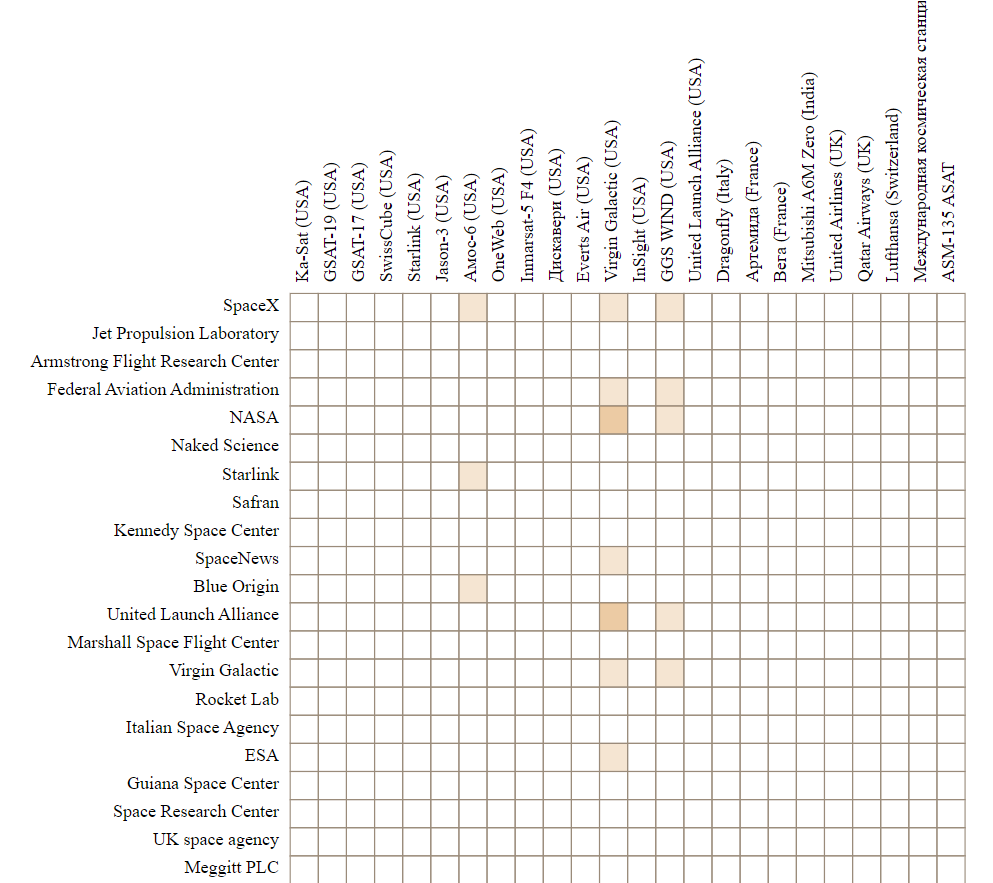 Ka-Sat (USA)
GSAT-19 (USA)
GSAT-17 (USA)
SwissCube (USA)
Starlink (USA)
Jason-3 (USA)
Амос-6 (USA)
OneWeb (USA)
Inmarsat-5 F4 (USA)
Дискавери (USA)
Everts Air (USA)
Virgin Galactic (USA)
InSight (USA)
GGS WIND (USA)
United Launch Alliance (USA)
Dragonfly (Italy)
Артемида (France)
Вега (France)
Mitsubishi A6M Zero (India)
United Airlines (UK)
Qatar Airways (UK)
Lufthansa (Switzerland)
Международная космическая станци
ASM-135 ASAT
SpaceX
Jet Propulsion Laboratory
Armstrong Flight Research Center
Federal Aviation Administration
NASA
Naked Science
Starlink
Safran
Kennedy Space Center
SpaceNews
Blue Origin
United Launch Alliance
Marshall Space Flight Center
Virgin Galactic
Rocket Lab
Italian Space Agency
ESA
Guiana Space Center
Space Research Center
UK space agency
Meggitt PLC